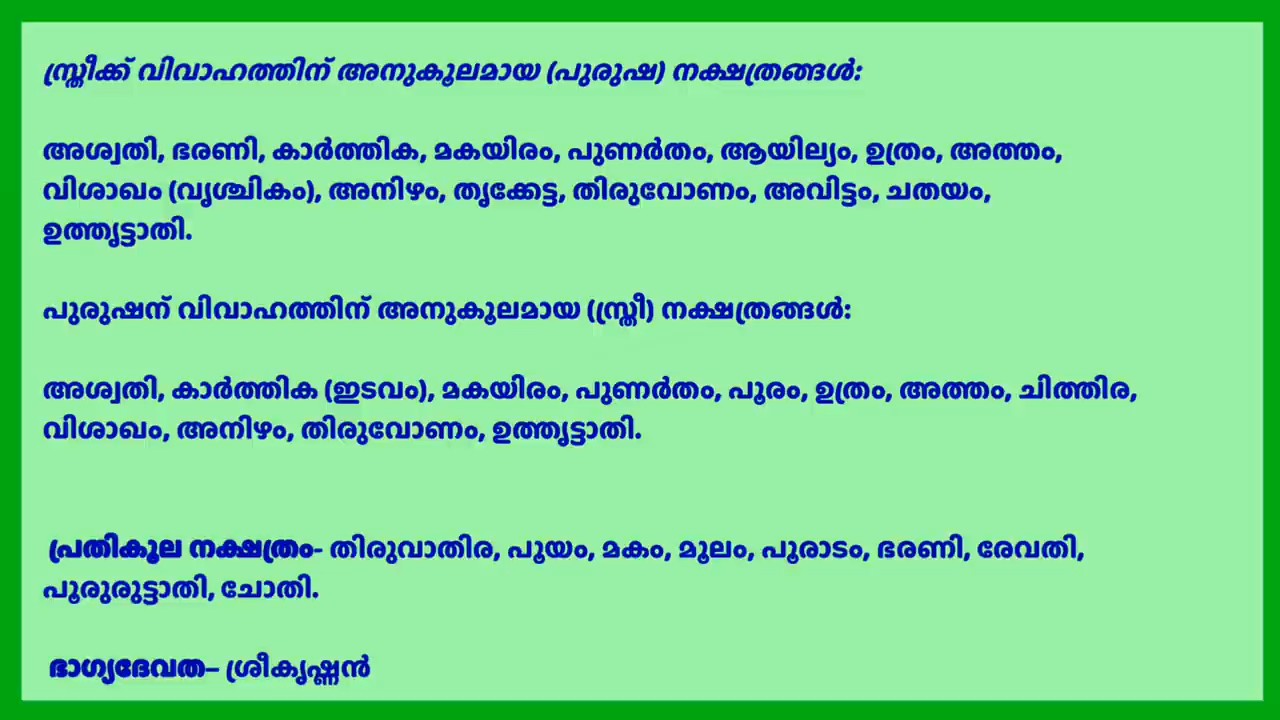 സ്ത്രീക്ക് വിവാഹത്തിന് അനുകൂലമായ (പുരുഷ) നക്ഷത്രങ്ങൾ:
അശ്വതി, ഭരണി, കാർത്തിക, മകയിരം, പുണർതം, ആയില്യം, ഉത്രം, അത്തം,
വിശാഖം (വൃശ്ചികം), അനിഴം, തൃക്കേട്ട, തിരുവോണം, അവിട്ടം, ചതയം,
ഉത്തൃട്ടാതി.
പുരുഷന് വിവാഹത്തിന് അനുകൂലമായ (സ്ത്രീ) നക്ഷത്രങ്ങൾ:
അശ്വതി, കാർത്തിക (ഇടവം), മകയിരം, പുണർതം, പൂരം, ഉത്രം, അത്തം, ചിത്തിര,
വിശാഖം, അനിഴം, തിരുവോണം, ഉത്തൃട്ടാതി.
പ്രതികൂല നക്ഷത്രം- തിരുവാതിര, പൂയം, മകം, മൂലം, പൂരാടം, ഭരണി, രേവതി,
പൂരുരുട്ടാതി, ചോതി.
ഭാഗ്യദേവത– ശ്രീകൃഷ്ണൻ